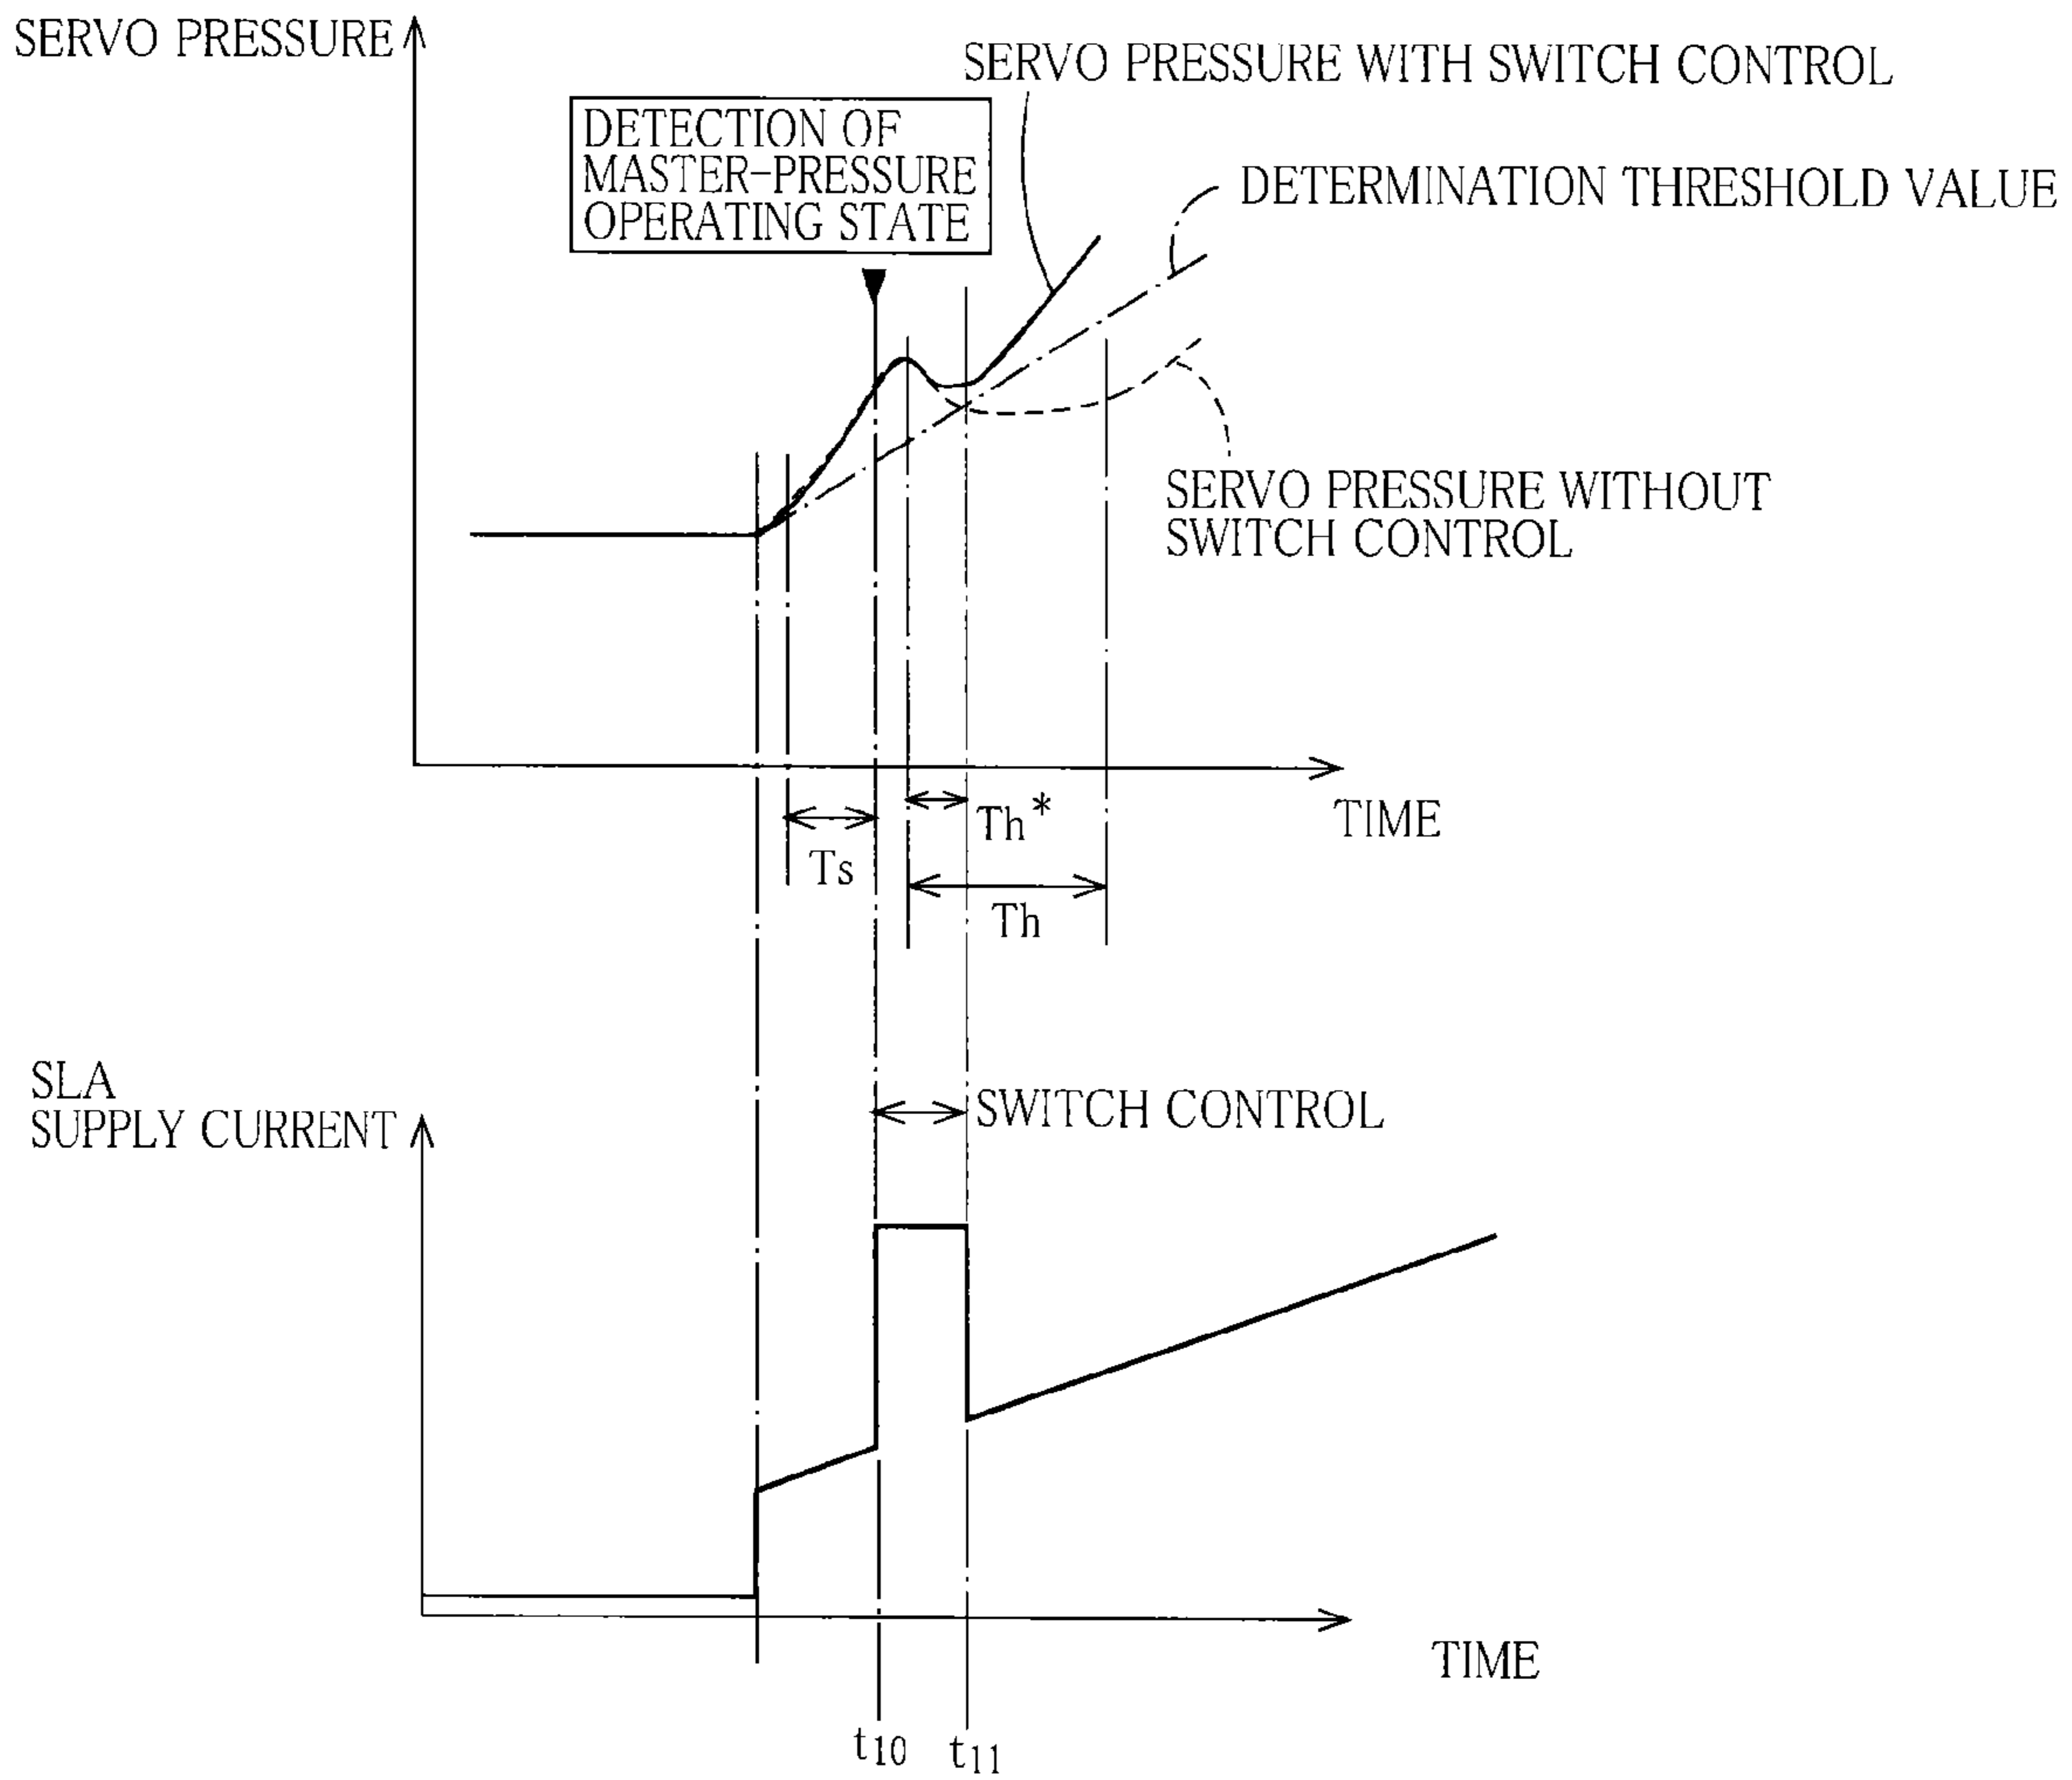 SERVO PRESSURE
SERVO PRESSURE WITH SWITCH CONTROL
DETECTION OF
MASTER-PRESSURE
OPERATING STATE
DETERMINATION THRESHOLD VALUE
SERVO PRESSURE WITHOUT
SWITCH CONTROL
Th*
TIME
Ts
Th
SLA
SUPPLY CURRENT
SWITCH CONTROL
TIME
t10
t11